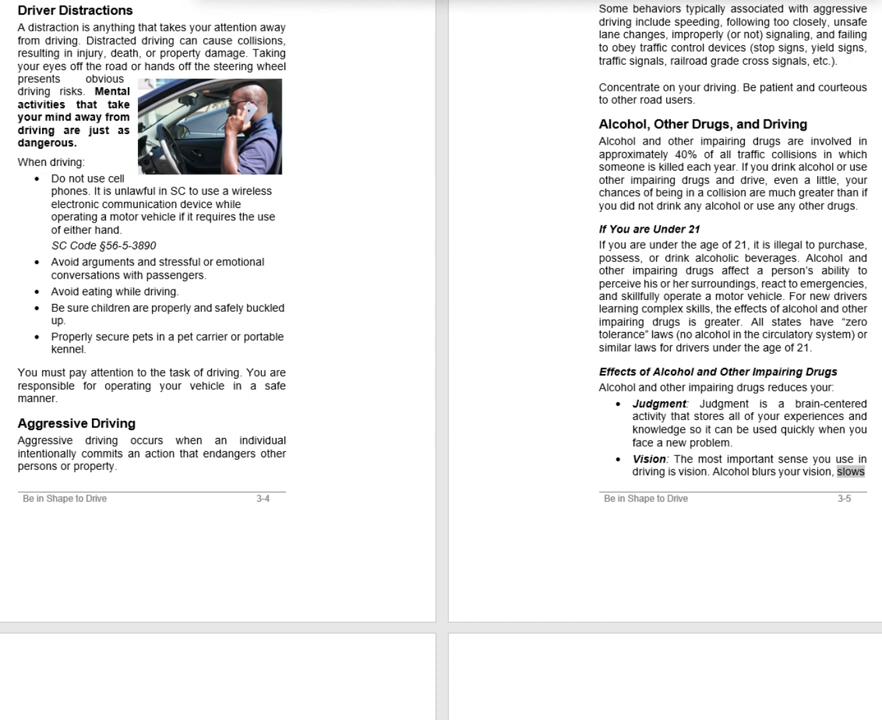 Driver Distractions
A distraction is anything that takes your attention away
from driving. Distracted driving can cause collisions,
resulting in injury, death, or property damage. Taking
your eyes off the road or hands off the steering wheel
presents obvious
driving risks. Mental
activities that take
your mind away from
driving are just as
dangerous.
When driving:
• Do not use cell
phones. It is unlawful in SC to use a wireless
electronic communication device while
operating a motor vehicle if it requires the use
of either hand.
SC Code §56-5-3890
• Avoid arguments and stressful or emotional
conversations with passengers.
• Avoid eating while driving.
• Be sure children are properly and safely buckled
up.
• Properly secure pets in a pet carrier or portable
kennel.
You must pay attention to the task of driving. You are
responsible for operating your vehicle in a safe
manner.
Aggressive Driving
Aggressive driving occurs when an individual
intentionally commits an action that endangers other
persons or property.
Be in Shape to Drive 3-4
Some behaviors typically associated with aggressive
driving include speeding, following too closely, unsafe
lane changes, improperly (or not) signaling, and failing
to obey traffic control devices (stop signs, yield signs,
traffic signals, railroad grade cross signals, etc.).
Concentrate on your driving. Be patient and courteous
to other road users.
Alcohol, Other Drugs, and Driving
Alcohol and other impairing drugs are involved in
approximately 40% of all traffic collisions in which
someone is killed each year. If you drink alcohol or use
other impairing drugs and drive, even a little, your
chances of being in a collision are much greater than if
you did not drink any alcohol or use any other drugs.
If You are Under 21
If you are under the age of 21, it is illegal to purchase,
possess, or drink alcoholic beverages. Alcohol and
other impairing drugs affect a person's ability to
perceive his or her surroundings, react to emergencies,
and skillfully operate a motor vehicle. For new drivers
learning complex skills, the effects of alcohol and other
impairing drugs is greater. All states have “zero
tolerance” laws (no alcohol in the circulatory system) or
similar laws for drivers under the age of 21.
Effects of Alcohol and Other Impairing Drugs
Alcohol and other impairing drugs reduces your:
• Judgment: Judgment is a brain-centered
activity that stores all of your experiences and
knowledge so it can be used quickly when you
face a new problem.
• Vision: The most important sense you use in
driving is vision. Alcohol blurs your vision, slows
Be in Shape to Drive 3-5